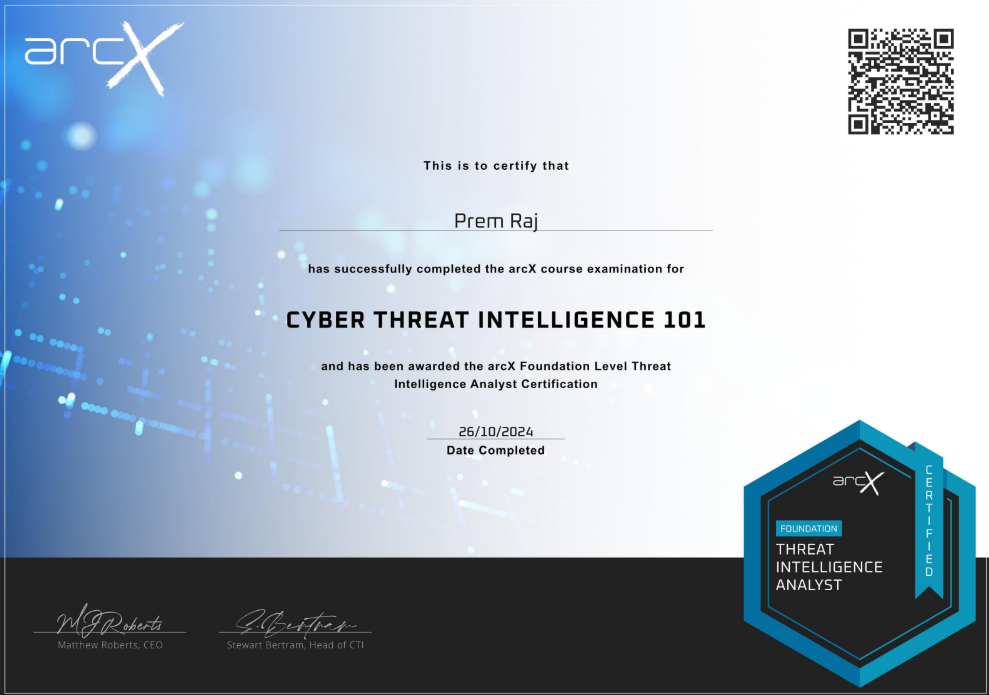 arcX
This is to certify that
Prem Raj
has successfully completed the arcX course examination for
CYBER THREAT INTELLIGENCE 101
and has been awarded the arcX Foundation Level Threat
Intelligence Analyst Certification
26/10/2024
Date Completed
arcX
CERTIFIED
FOUNDATION
THREAT
INTELLIGENCE
ANALYST
MJRoberts
S.Bertram
Matthew Roberts, CEO
Stewart Bertram, Head of CTI